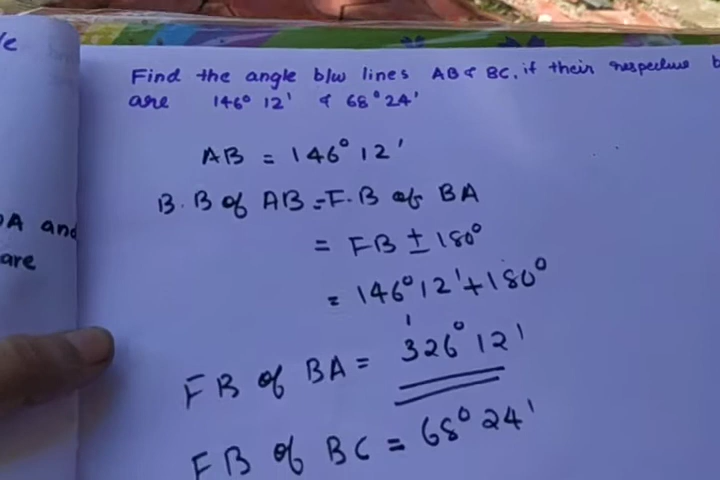 Find the angle b/w lines AB & BC, if their respective b
are 146° 12' & 68° 24'
AB = 146° 12'
B.B of AB = F.B of BA
= FB ± 180°
= 146° 12' + 180°
FB of BA = 326° 12'
FB of BC = 68° 24'
A and
are